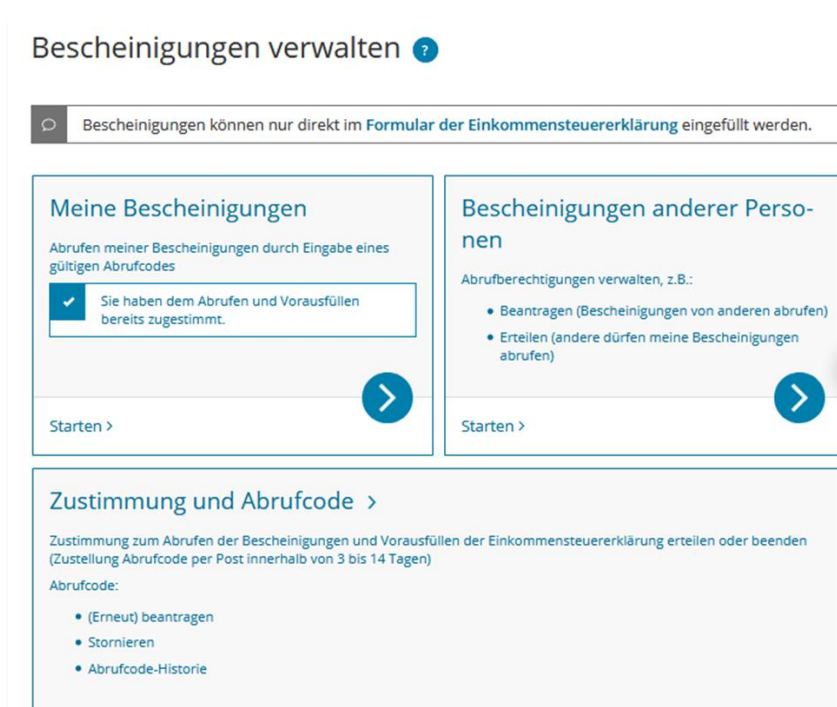 Bescheinigungen verwalten ?
Bescheinigungen können nur direkt im Formular der Einkommensteuererklärung eingefüllt werden.
Meine Bescheinigungen
Abrufen meiner Bescheinigungen durch Eingabe eines
gültigen Abrufcodes
Sie haben dem Abrufen und Vorausfüllen
bereits zugestimmt.
Starten >
Bescheinigungen anderer Perso-
nen
Abrufberechtigungen verwalten, z.B.:
• Beantragen (Bescheinigungen von anderen abrufen)
• Erteilen (andere dürfen meine Bescheinigungen
abrufen)
Starten >
Zustimmung und Abrufcode >
Zustimmung zum Abrufen der Bescheinigungen und Vorausfüllen der Einkommensteuererklärung erteilen oder beenden
(Zustellung Abrufcode per Post innerhalb von 3 bis 14 Tagen)
Abrufcode:
• (Erneut) beantragen
• Stornieren
• Abrufcode-Historie